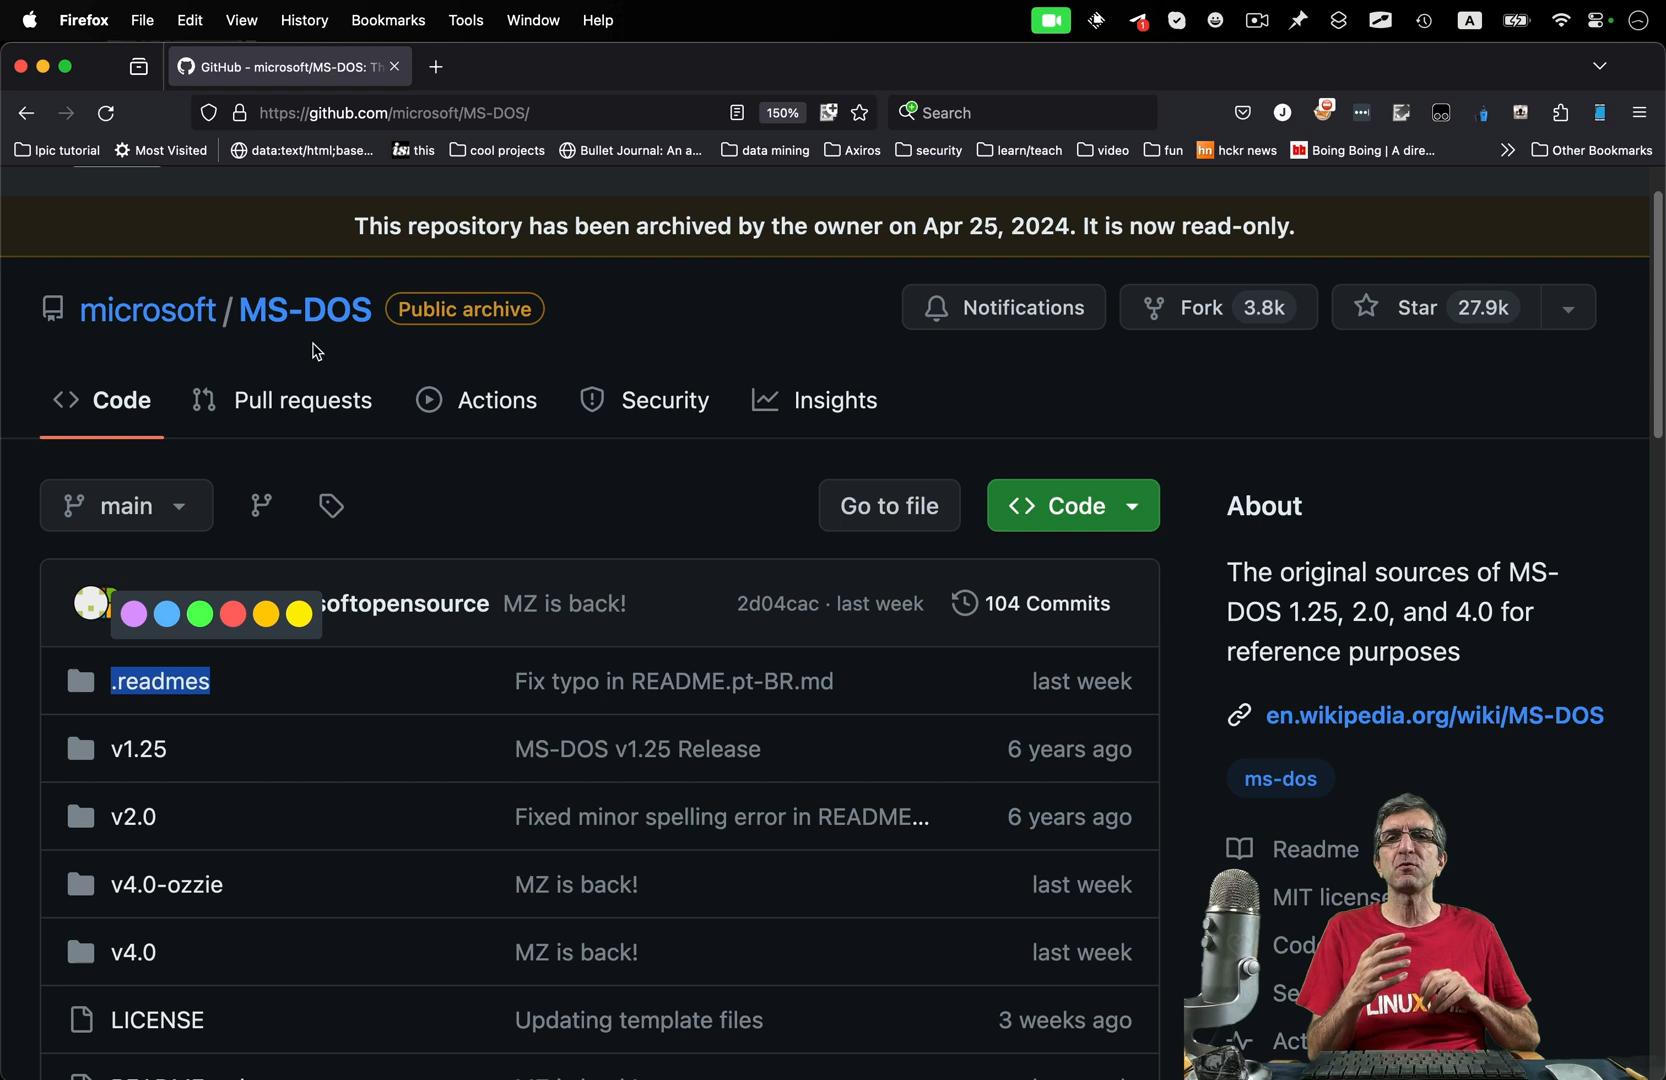 Firefox File Edit View History Bookmarks Tools Window Help
1 A
GitHub - microsoft/MS-DOS: Th
https://github.com/microsoft/MS-DOS/ 150% Search J
lpic tutorial Most Visited data:text/html;base... this cool projects Bullet Journal: An a... data mining Axiros security learn/teach video fun hn hckr news bb Boing Boing | A dire... Other Bookmarks
This repository has been archived by the owner on Apr 25, 2024. It is now read-only.
microsoft / MS-DOS Public archive Notifications Fork 3.8k Star 27.9k
Code Pull requests Actions Security Insights
main Go to file Code About
softopensource MZ is back! 2d04cac · last week 104 Commits
The original sources of MS-
DOS 1.25, 2.0, and 4.0 for
reference purposes
.readmes Fix typo in README.pt-BR.md last week
en.wikipedia.org/wiki/MS-DOS
v1.25 MS-DOS v1.25 Release 6 years ago
ms-dos
v2.0 Fixed minor spelling error in README... 6 years ago
Readme
v4.0-ozzie MZ is back! last week
MIT license
v4.0 MZ is back! last week
LICENSE Updating template files 3 weeks ago
LINUX